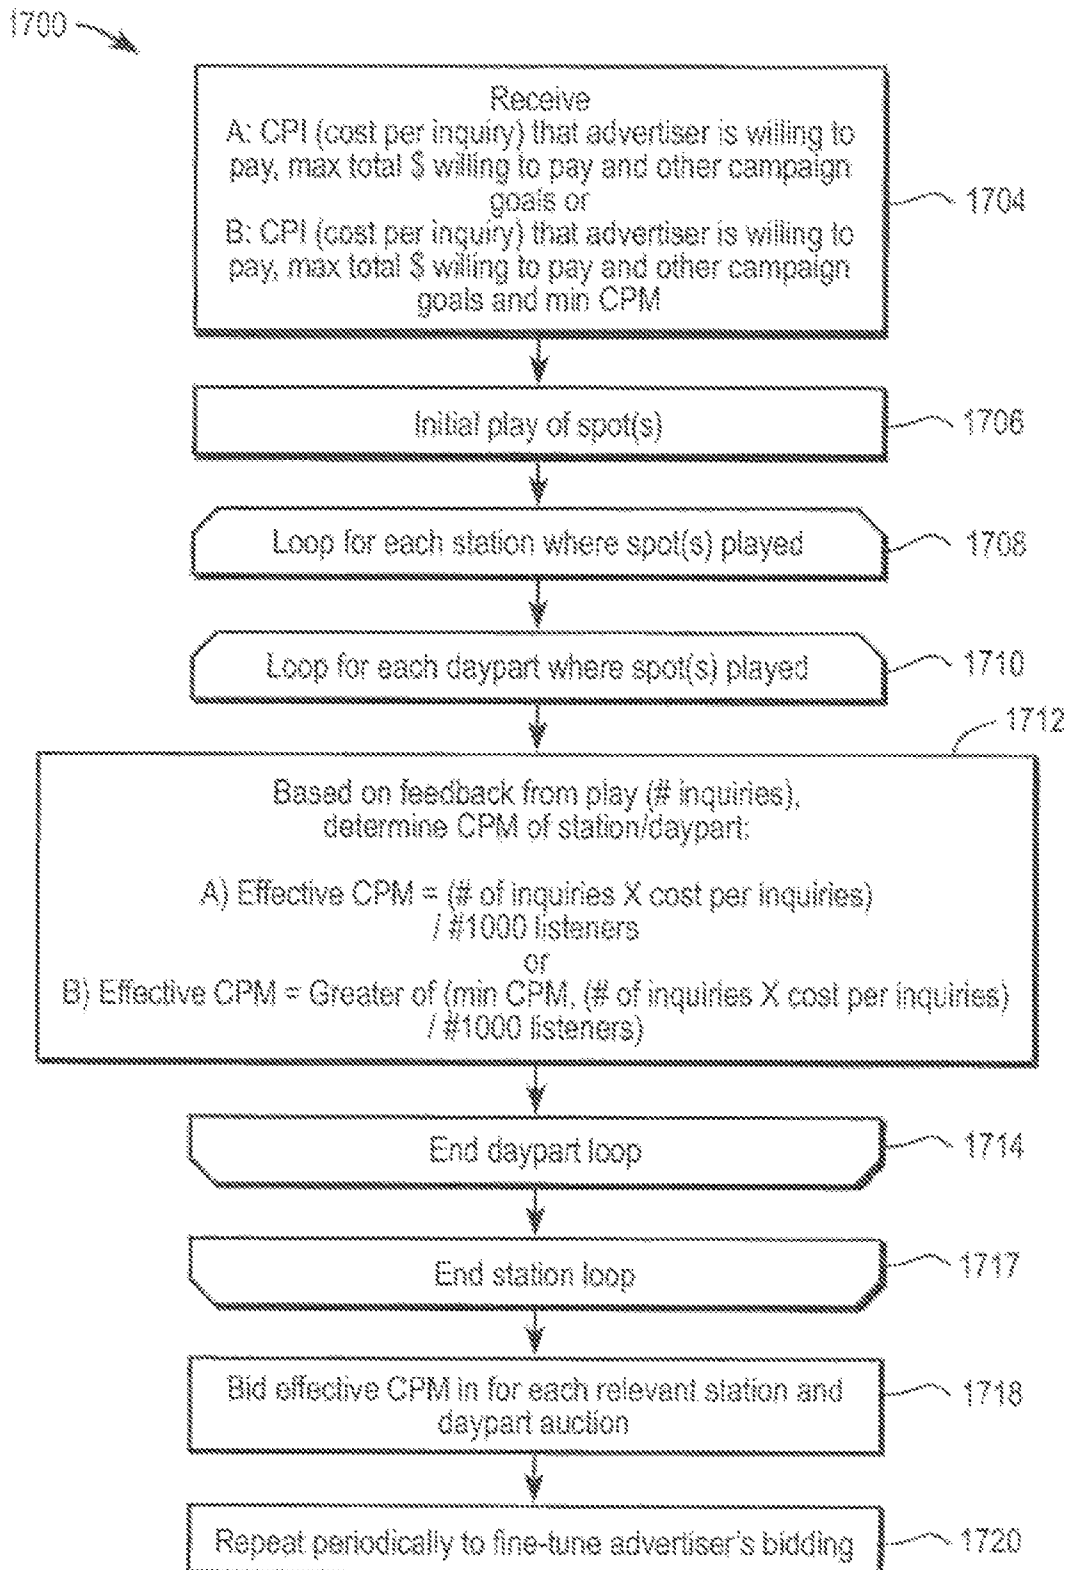 1700
Receive
A: CPI (cost per inquiry) that advertiser is willing to
pay, max total $ willing to pay and other campaign
goals or
B: CPI (cost per inquiry) that advertiser is willing to
pay, max total $ willing to pay and other campaign
goals and min CPM
1704
Initial play of spot(s)
1706
Loop for each station where spot(s) played
1708
Loop for each daypart where spot(s) played
1710
1712
Based on feedback from play (# inquiries),
determine CPM of station/daypart:
A) Effective CPM = (# of inquiries X cost per inquiries)
/ #1000 listeners
or
B) Effective CPM = Greater of (min CPM, (# of inquiries X cost per inquiries)
/ #1000 listeners)
End daypart loop
1714
End station loop
1717
Bid effective CPM in for each relevant station and
daypart auction
1718
Repeat periodically to fine-tune advertiser's bidding
1720